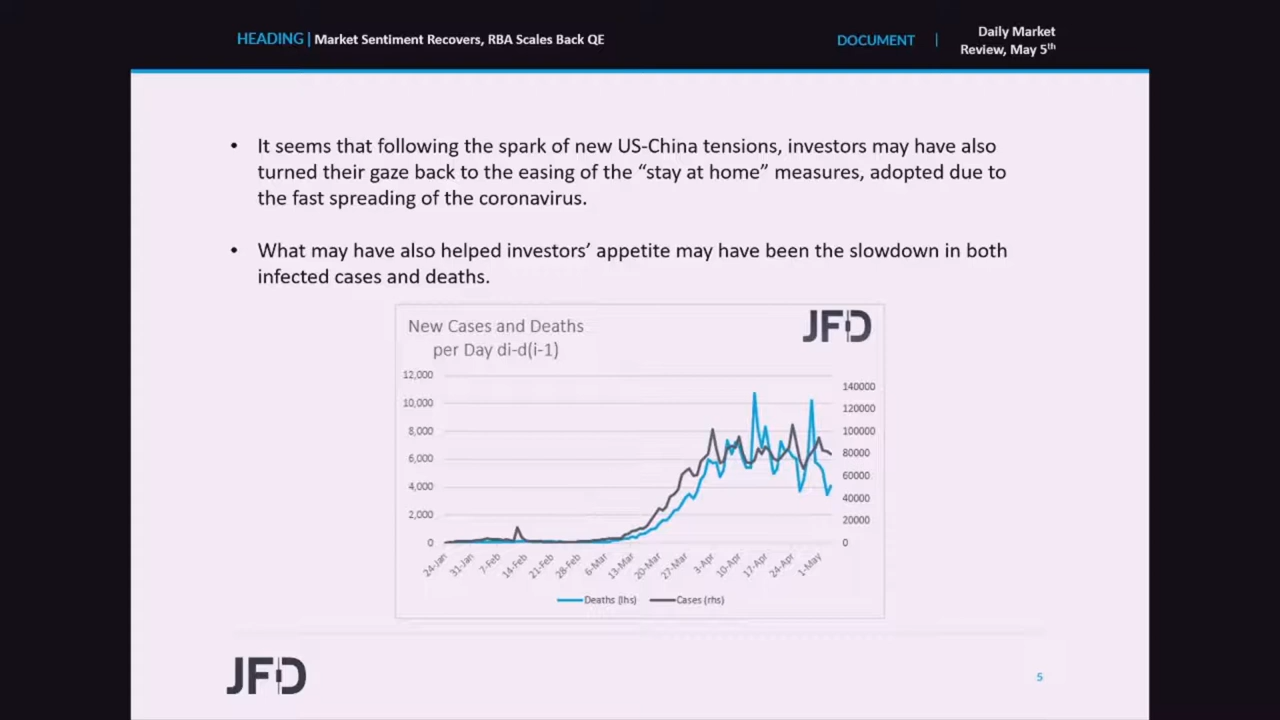 HEADING | Market Sentiment Recovers, RBA Scales Back QE
DOCUMENT |
Daily Market
Review, May 5th
• It seems that following the spark of new US-China tensions, investors may have also
turned their gaze back to the easing of the “stay at home” measures, adopted due to
the fast spreading of the coronavirus.
• What may have also helped investors’ appetite may have been the slowdown in both
infected cases and deaths.
New Cases and Deaths
per Day di-d(i-1)
JFD
12,000
10,000
8,000
6,000
4,000
2,000
0
140000
120000
100000
80000
60000
40000
20000
0
24-Jan
31-Jan
7-Feb
14-Feb
21-Feb
28-Feb
6-Mar
13-Mar
20-Mar
27-Mar
3-Apr
10-Apr
17-Apr
24-Apr
1-May
Deaths (lhs)
Cases (rhs)
JFD
5